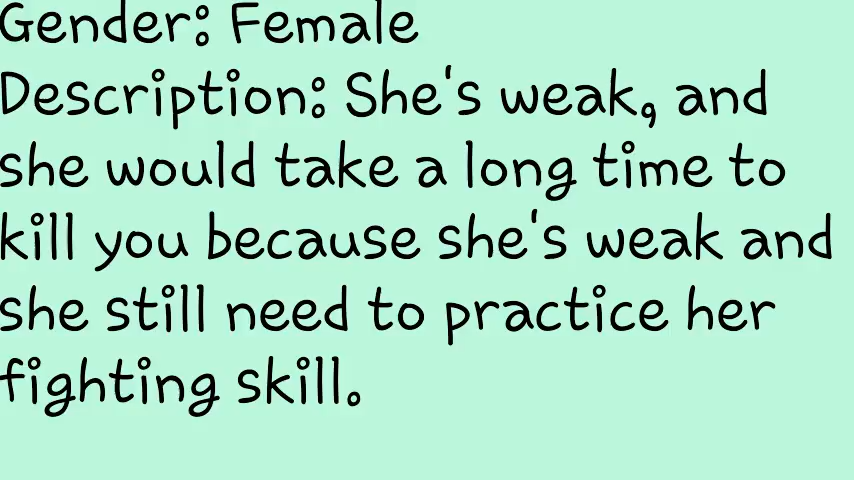 Gender: Female
Description: She's weak, and
she would take a long time to
kill you because she's weak and
she still need to practice her
fighting skill.